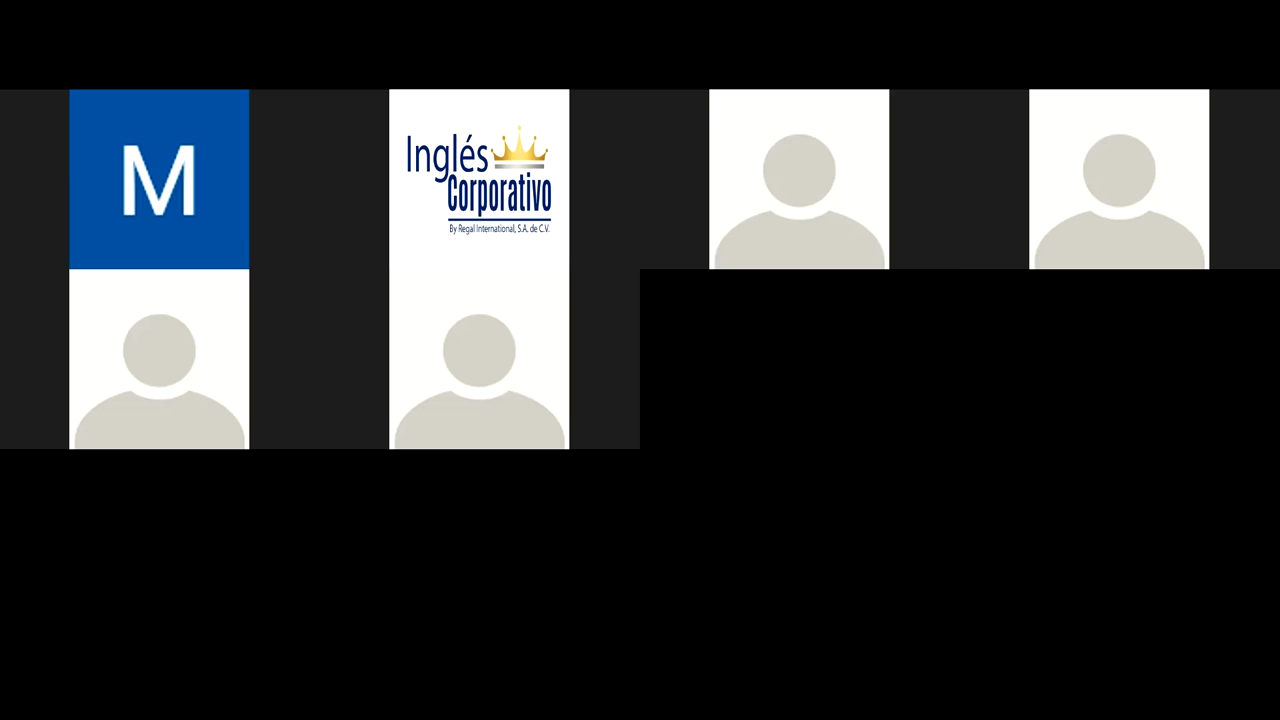 M
Inglés
Corporativo
By Regal International, S.A. de C.V.